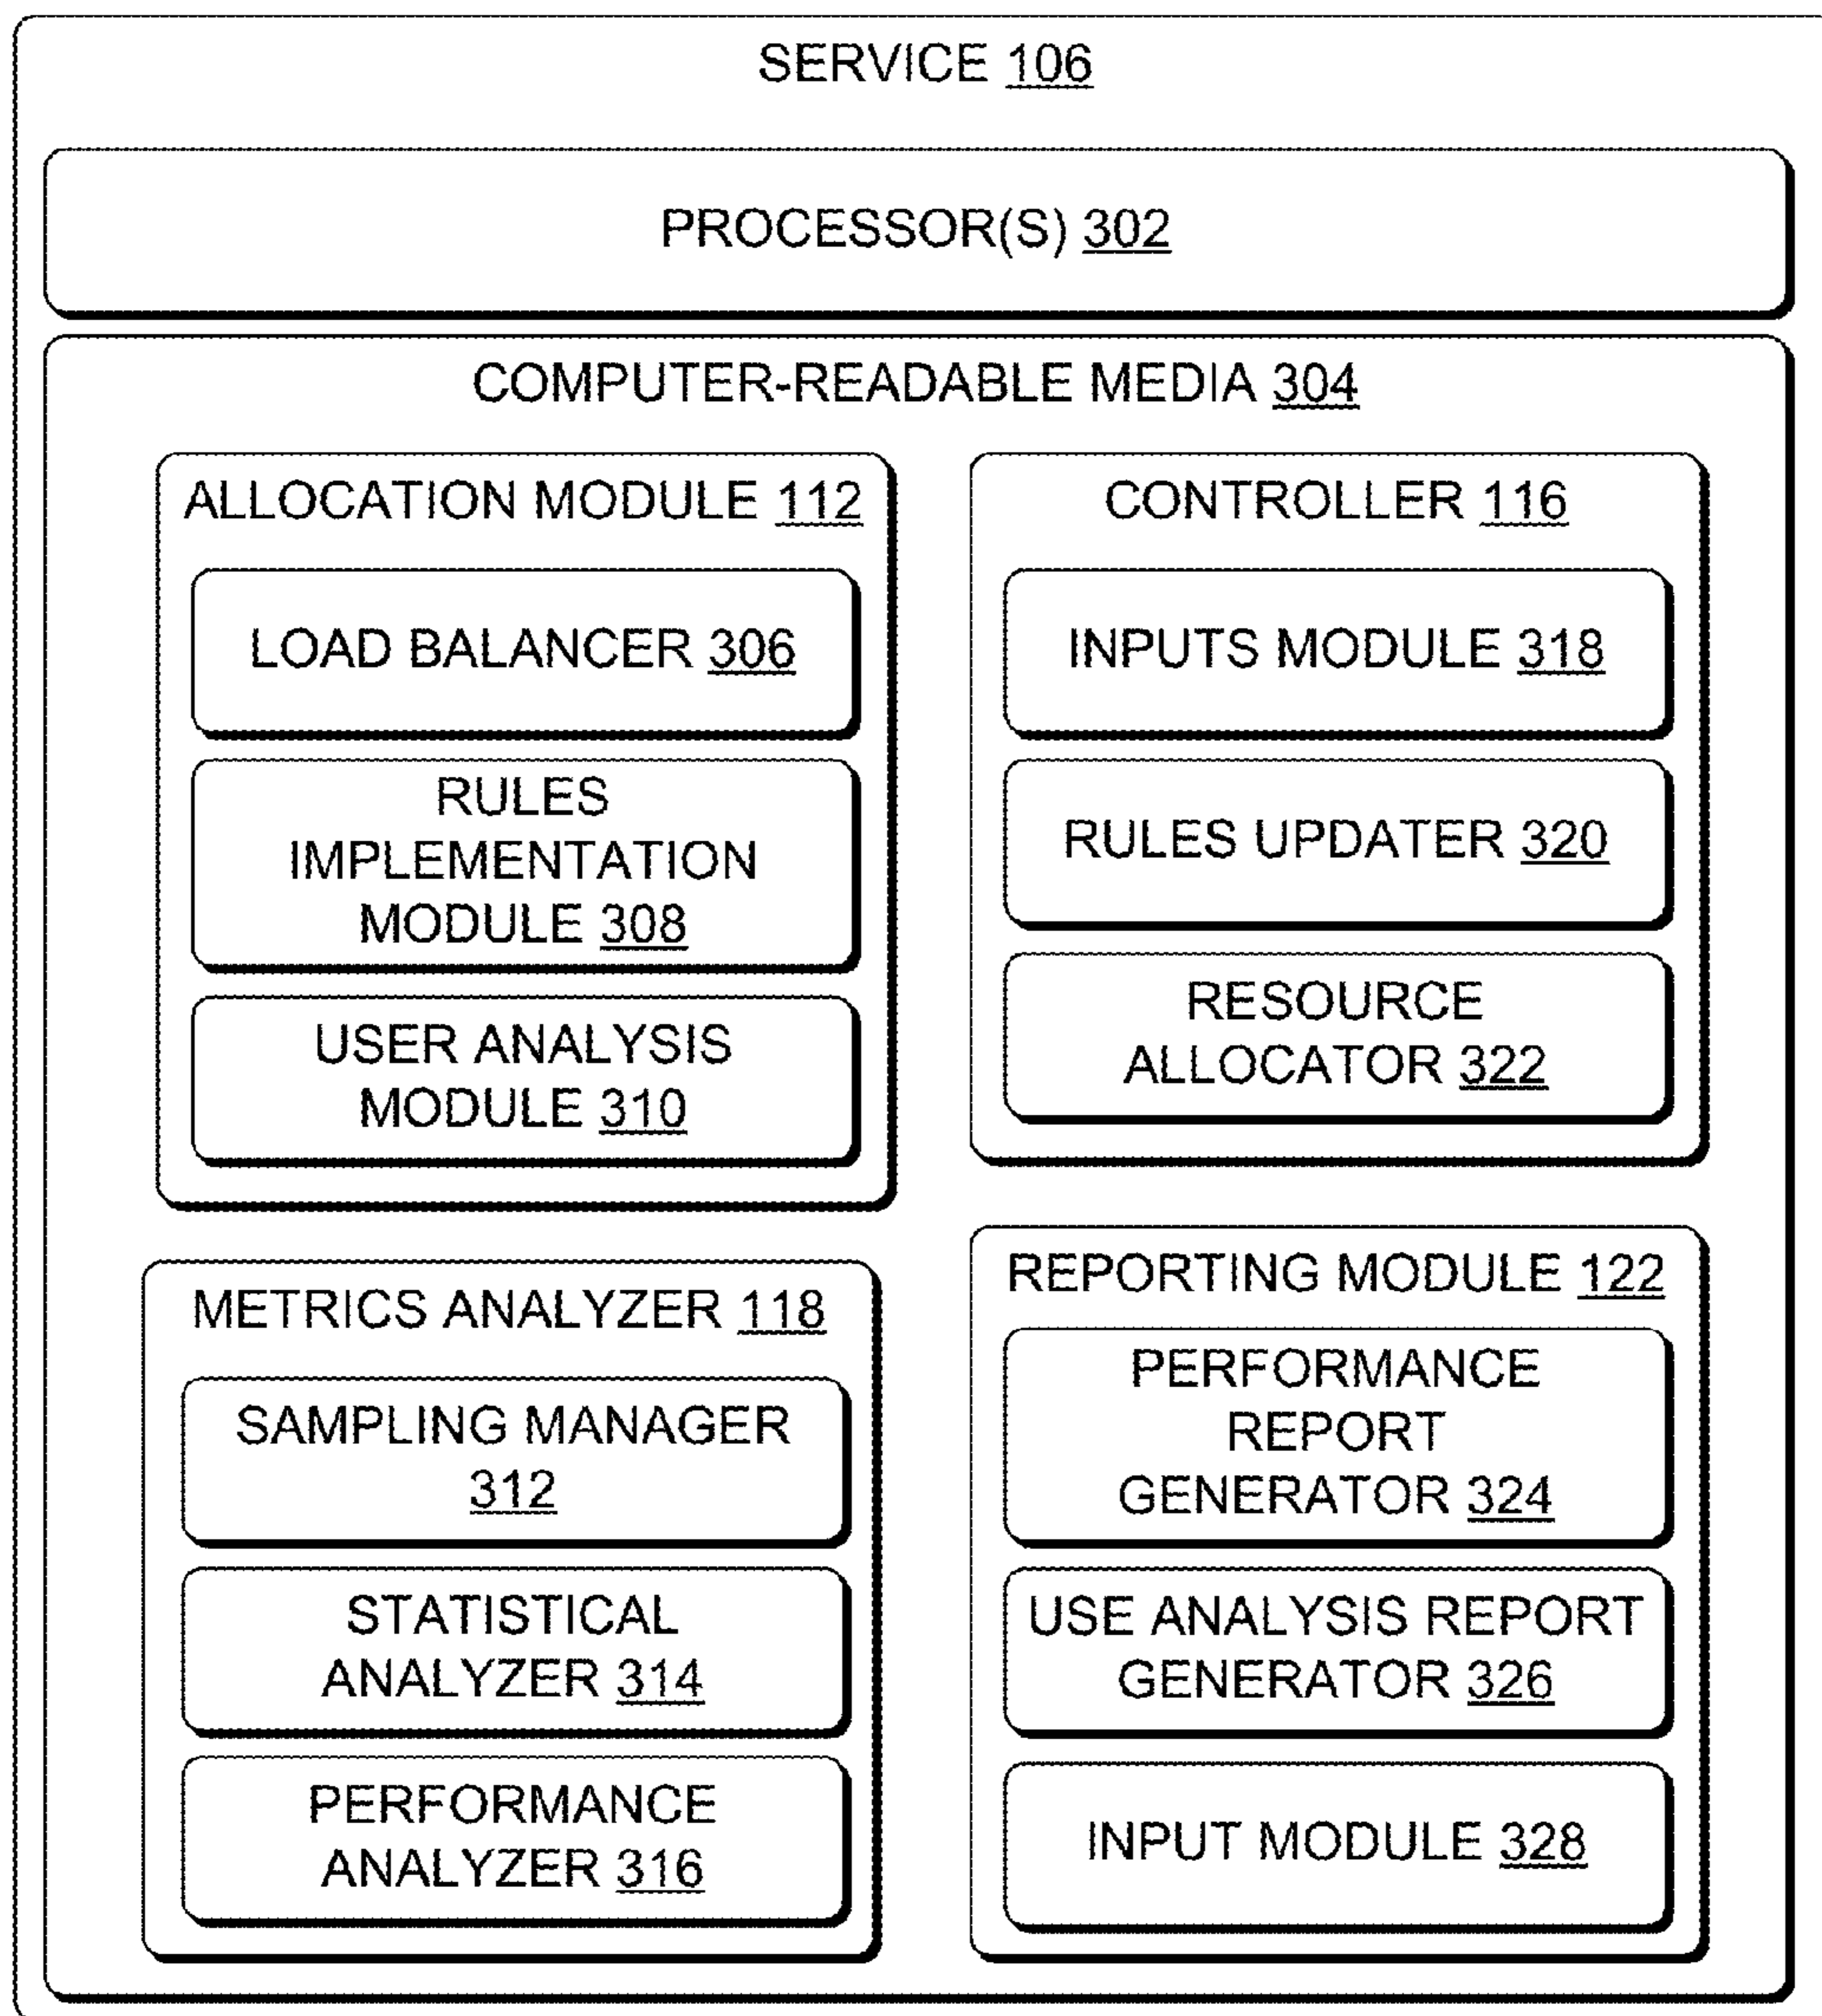 SERVICE 106
PROCESSOR(S) 302
COMPUTER-READABLE MEDIA 304
ALLOCATION MODULE 112
LOAD BALANCER 306
RULES
IMPLEMENTATION
MODULE 308
USER ANALYSIS
MODULE 310
CONTROLLER 116
INPUTS MODULE 318
RULES UPDATER 320
RESOURCE
ALLOCATOR 322
METRICS ANALYZER 118
SAMPLING MANAGER
312
STATISTICAL
ANALYZER 314
PERFORMANCE
ANALYZER 316
REPORTING MODULE 122
PERFORMANCE
REPORT
GENERATOR 324
USE ANALYSIS REPORT
GENERATOR 326
INPUT MODULE 328